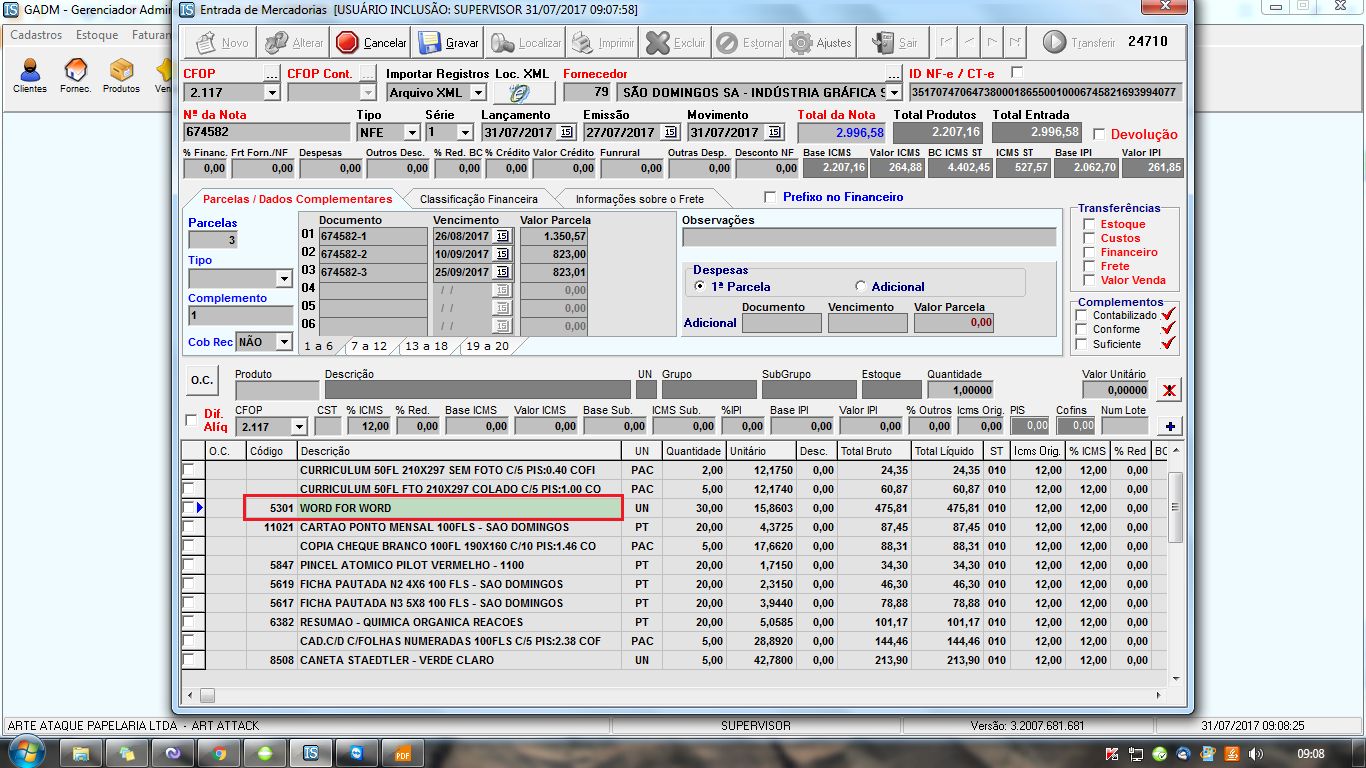 GADM - Gerenciador Admi
Entrada de Mercadorias [USUÁRIO INCLUSÃO: SUPERVISOR 31/07/2017 09:07:58]
Cadastros Estoque Faturan
Novo Alterar Cancelar Gravar Localizar Imprimir Excluir Estornar Ajustes Sair Transferir 24710
Clientes Fornec. Produtos Ven
CFOP ... CFOP Cont. ... Importar Registros Loc. XML Fornecedor ... ID NF-e / CT-e
2.117 Arquivo XML 79 SÃO DOMINGOS SA - INDÚSTRIA GRÁFICA S 35170747064738000186550010006745821693994077
Nº da Nota Tipo Série Lançamento Emissão Movimento Total da Nota Total Produtos Total Entrada
674582 NFE 1 31/07/2017 15 27/07/2017 15 31/07/2017 15 2.996,58 2.207,16 2.996,58 Devolução
% Financ. Frt Forn./NF Despesas Outros Desc. % Red. BC % Crédito Valor Crédito Funrural Outras Desp. Desconto NF Base ICMS Valor ICMS BC ICMS ST ICMS ST Base IPI Valor IPI
0,00 0,00 0,00 0,00 0,00 0,00 0,00 0,00 0,00 0,00 2.207,16 264,88 4.402,45 527,57 2.062,70 261,85
Parcelas / Dados Complementares Classificação Financeira Informações sobre o Frete Prefixo no Financeiro
Parcelas
3
Tipo
Complemento
1
Cob Rec NÃO
Documento Vencimento Valor Parcela
01 674582-1 26/08/2017 15 1.350,57
02 674582-2 10/09/2017 15 823,00
03 674582-3 25/09/2017 15 823,01
04 / / 15 0,00
05 / / 15 0,00
06 / / 15 0,00
1 a 6 7 a 12 13 a 18 19 a 20
Observações
Despesas
1ª Parcela Adicional
Documento Vencimento Valor Parcela
Adicional 0,00
Transferências
Estoque
Custos
Financeiro
Frete
Valor Venda
Complementos
Contabilizado
Conforme
Suficiente
O.C. Produto Descrição UN Grupo SubGrupo Estoque Quantidade Valor Unitário
1,00000 0,00000
Dif. Alíq CFOP CST % ICMS % Red. Base ICMS Valor ICMS Base Sub. ICMS Sub. %IPI Base IPI Valor IPI % Outros Icms Orig. PIS Cofins Num Lote
2.117 12,00 0,00 0,00 0,00 0,00 0,00 0,00 0,00 0,00 0,00 0,00 0,00 0,00
O.C. Código Descrição UN Quantidade Unitário Desc. Total Bruto Total Líquido ST Icms Orig. % ICMS % Red BC
CURRICULUM 50FL 210X297 SEM FOTO C/5 PIS:0.40 COFI PAC 2,00 12,1750 0,00 24,35 24,35 010 12,00 12,00 0,00
CURRICULUM 50FL FTO 210X297 COLADO C/5 PIS:1.00 CO PAC 5,00 12,1740 0,00 60,87 60,87 010 12,00 12,00 0,00
5301 WORD FOR WORD UN 30,00 15,8603 0,00 475,81 475,81 010 12,00 12,00 0,00
11021 CARTAO PONTO MENSAL 100FLS - SAO DOMINGOS PT 20,00 4,3725 0,00 87,45 87,45 010 12,00 12,00 0,00
COPIA CHEQUE BRANCO 100FL 190X160 C/10 PIS:1.46 CO PAC 5,00 17,6620 0,00 88,31 88,31 010 12,00 12,00 0,00
5847 PINCEL ATOMICO PILOT VERMELHO - 1100 PT 20,00 1,7150 0,00 34,30 34,30 010 12,00 12,00 0,00
5619 FICHA PAUTADA N2 4X6 100 FLS - SAO DOMINGOS PT 20,00 2,3150 0,00 46,30 46,30 010 12,00 12,00 0,00
5617 FICHA PAUTADA N3 5X8 100 FLS - SAO DOMINGOS PT 20,00 3,9440 0,00 78,88 78,88 010 12,00 12,00 0,00
6382 RESUMAO - QUIMICA ORGANICA REACOES PT 20,00 5,0585 0,00 101,17 101,17 010 12,00 12,00 0,00
CAD.C/D C/FOLHAS NUMERADAS 100FLS C/5 PIS:2.38 COF PAC 5,00 28,8920 0,00 144,46 144,46 010 12,00 12,00 0,00
8508 CANETA STAEDTLER - VERDE CLARO UN 5,00 42,7800 0,00 213,90 213,90 010 12,00 12,00 0,00
ARTE ATAQUE PAPELARIA LTDA - ART ATTACK SUPERVISOR Versão: 3.2007.681.681 31/07/2017 09:08:25
IS PDF 09:08